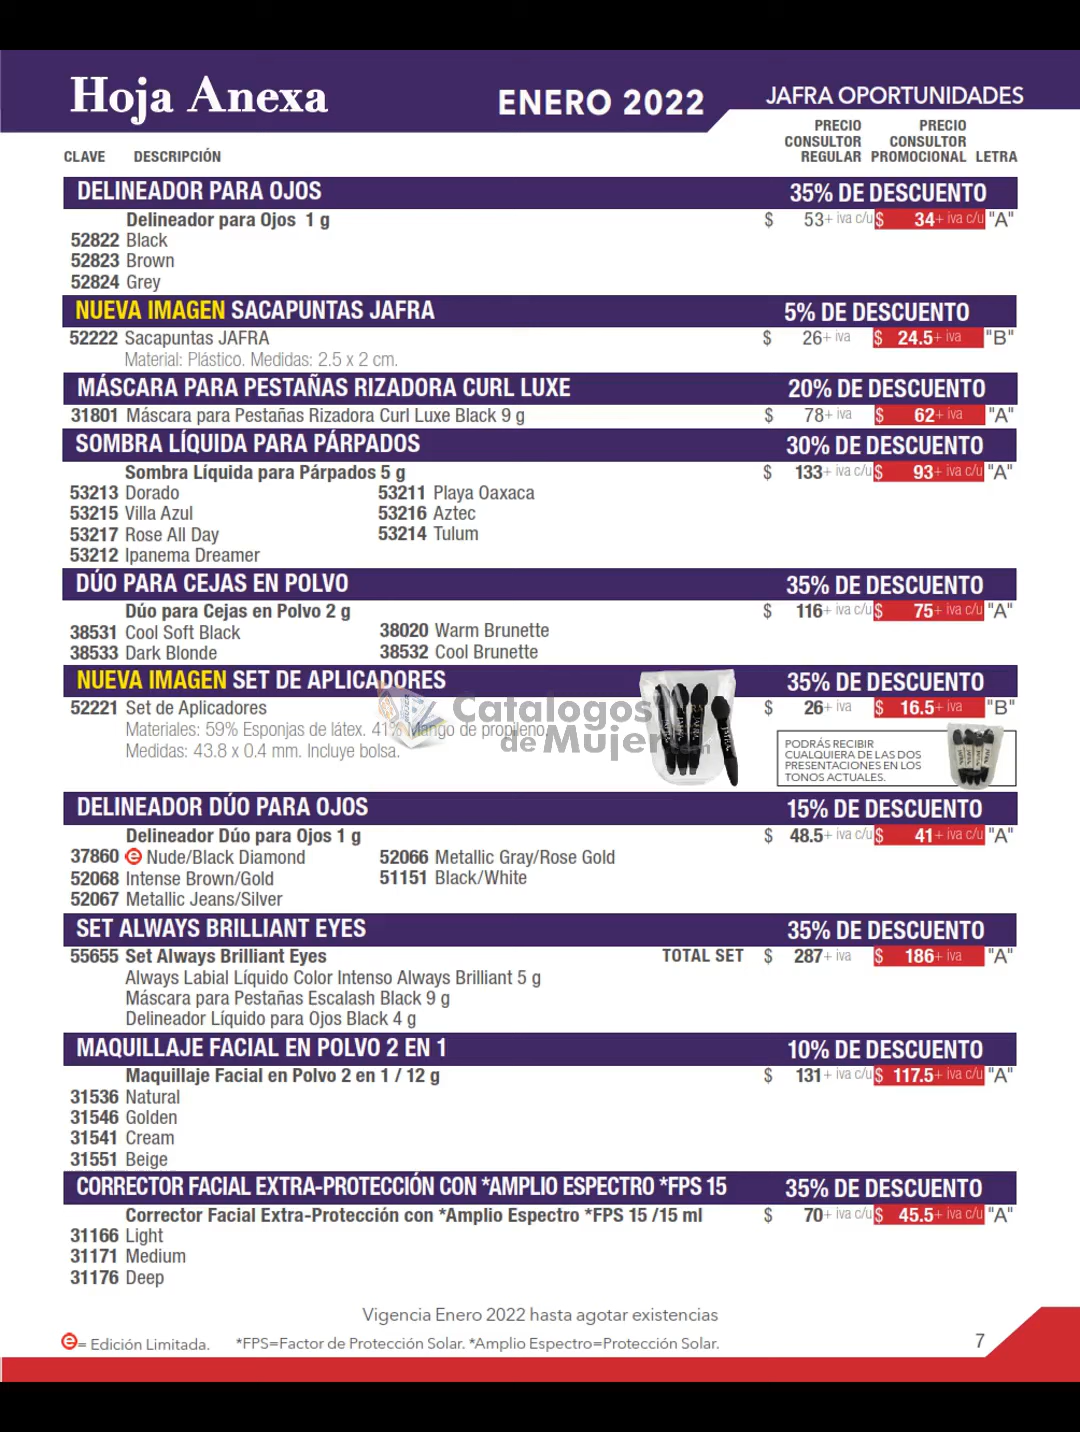 Hoja Anexa
ENERO 2022
JAFRA OPORTUNIDADES
CLAVE DESCRIPCIÓN PRECIO CONSULTOR REGULAR PRECIO CONSULTOR PROMOCIONAL LETRA
DELINEADOR PARA OJOS 35% DE DESCUENTO
Delineador para Ojos 1 g $ 53+ iva c/u $ 34+ iva c/u "A"
52822 Black
52823 Brown
52824 Grey
NUEVA IMAGEN SACAPUNTAS JAFRA 5% DE DESCUENTO
52222 Sacapuntas JAFRA $ 26+ iva $ 24.5+ iva "B"
Material: Plástico. Medidas: 2.5 x 2 cm.
MÁSCARA PARA PESTAÑAS RIZADORA CURL LUXE 20% DE DESCUENTO
31801 Máscara para Pestañas Rizadora Curl Luxe Black 9 g $ 78+ iva $ 62+ iva "A"
SOMBRA LÍQUIDA PARA PÁRPADOS 30% DE DESCUENTO
Sombra Líquida para Párpados 5 g $ 133+ iva c/u $ 93+ iva c/u "A"
53213 Dorado 53211 Playa Oaxaca
53215 Villa Azul 53216 Aztec
53217 Rose All Day 53214 Tulum
53212 Ipanema Dreamer
DÚO PARA CEJAS EN POLVO 35% DE DESCUENTO
Dúo para Cejas en Polvo 2 g $ 116+ iva c/u $ 75+ iva c/u "A"
38531 Cool Soft Black 38020 Warm Brunette
38533 Dark Blonde 38532 Cool Brunette
NUEVA IMAGEN SET DE APLICADORES 35% DE DESCUENTO
52221 Set de Aplicadores $ 26+ iva $ 16.5+ iva "B"
Materiales: 59% Esponjas de látex. 41% Mango de propileno.
Medidas: 43.8 x 0.4 mm. Incluye bolsa.
Catalogos
de Mujer.com
PODRÁS RECIBIR
CUALQUIERA DE LAS DOS
PRESENTACIONES EN LOS
TONOS ACTUALES.
DELINEADOR DÚO PARA OJOS 15% DE DESCUENTO
Delineador Dúo para Ojos 1 g $ 48.5+ iva c/u $ 41+ iva c/u "A"
37860 e Nude/Black Diamond 52066 Metallic Gray/Rose Gold
52068 Intense Brown/Gold 51151 Black/White
52067 Metallic Jeans/Silver
SET ALWAYS BRILLIANT EYES 35% DE DESCUENTO
55655 Set Always Brilliant Eyes TOTAL SET $ 287+ iva $ 186+ iva "A"
Always Labial Líquido Color Intenso Always Brilliant 5 g
Máscara para Pestañas Escalash Black 9 g
Delineador Líquido para Ojos Black 4 g
MAQUILLAJE FACIAL EN POLVO 2 EN 1 10% DE DESCUENTO
Maquillaje Facial en Polvo 2 en 1 / 12 g $ 131+ iva c/u $ 117.5+ iva c/u "A"
31536 Natural
31546 Golden
31541 Cream
31551 Beige
CORRECTOR FACIAL EXTRA-PROTECCIÓN CON *AMPLIO ESPECTRO *FPS 15 35% DE DESCUENTO
Corrector Facial Extra-Protección con *Amplio Espectro *FPS 15 /15 ml $ 70+ iva c/u $ 45.5+ iva c/u "A"
31166 Light
31171 Medium
31176 Deep
Vigencia Enero 2022 hasta agotar existencias
e= Edición Limitada. *FPS=Factor de Protección Solar. *Amplio Espectro=Protección Solar.
7